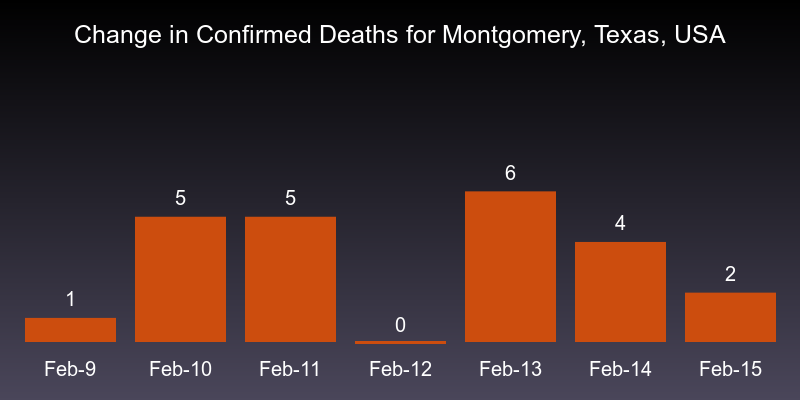 Change in Confirmed Deaths for Montgomery, Texas, USA
1
5
5
0
6
4
2
Feb-9
Feb-10
Feb-11
Feb-12
Feb-13
Feb-14
Feb-15